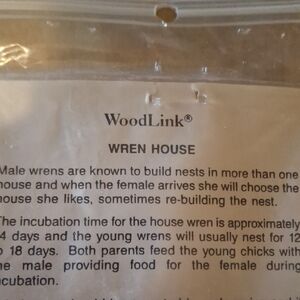 WoodLink®
WREN HOUSE
Male wrens are known to build nests in more than one
house and when the female arrives she will choose the
house she likes, sometimes re-building the nest.
The incubation time for the house wren is approximately
4 days and the young wrens will usually nest for 12
o 18 days. Both parents feed the young chicks with
he male providing food for the female during
ncubation.